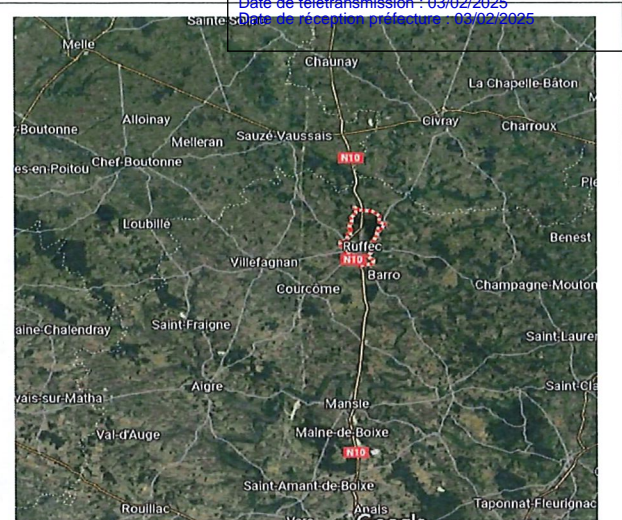 Date de télétransmission : 03/02/2025
Date de réception préfecture : 03/02/2025
Melle
Chaunay
La Chapelle-Bâton
Alloinay
Civray
r-Boutonne
Charroux
Sauzé-Vaussais
Melleran
N10
Chef-Boutonne
es-en-Poitou
Loubillé
Benest
Ruffec
N10
Villefagnan
Barro
Courcôme
Champagne-Mouton
aine-Chalendray
Saint-Fraigne
Saint-Laurer
Aigre
Saint-Cla
vais-sur-Matha
Mansle
Val-d'Auge
Maine-de-Boixe
N10
Saint-Amant-de-Boixe
Taponnat-Fleurignac
Rouillac
Anais